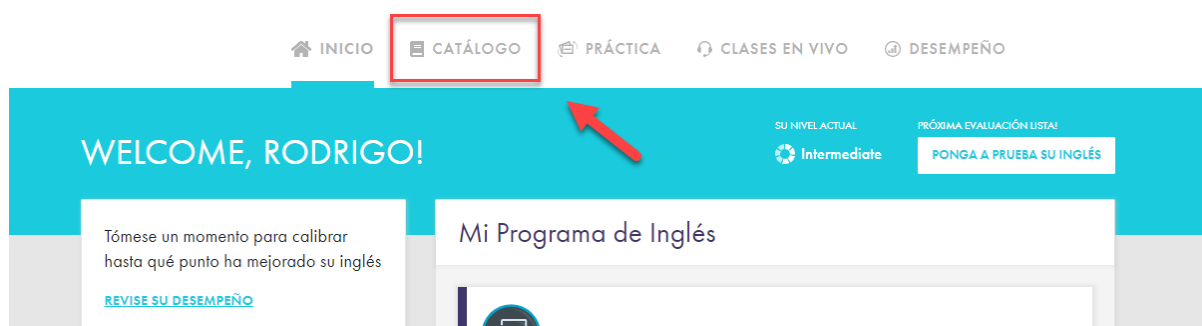 INICIO CATÁLOGO PRÁCTICA CLASES EN VIVO DESEMPEÑO
WELCOME, RODRIGO!
SU NIVEL ACTUAL
Intermediate
PRÓXIMA EVALUACIÓN LISTA!
PONGA A PRUEBA SU INGLÉS
Tómese un momento para calibrar
hasta qué punto ha mejorado su inglés
REVISE SU DESEMPEÑO
Mi Programa de Inglés